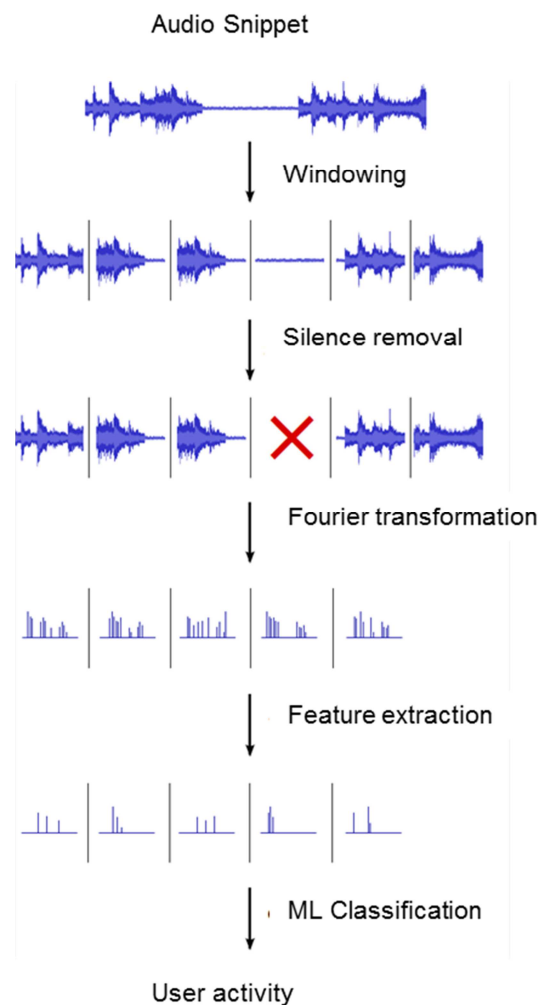 Audio Snippet
Windowing
Silence removal
Fourier transformation
Feature extraction
ML Classification
User activity